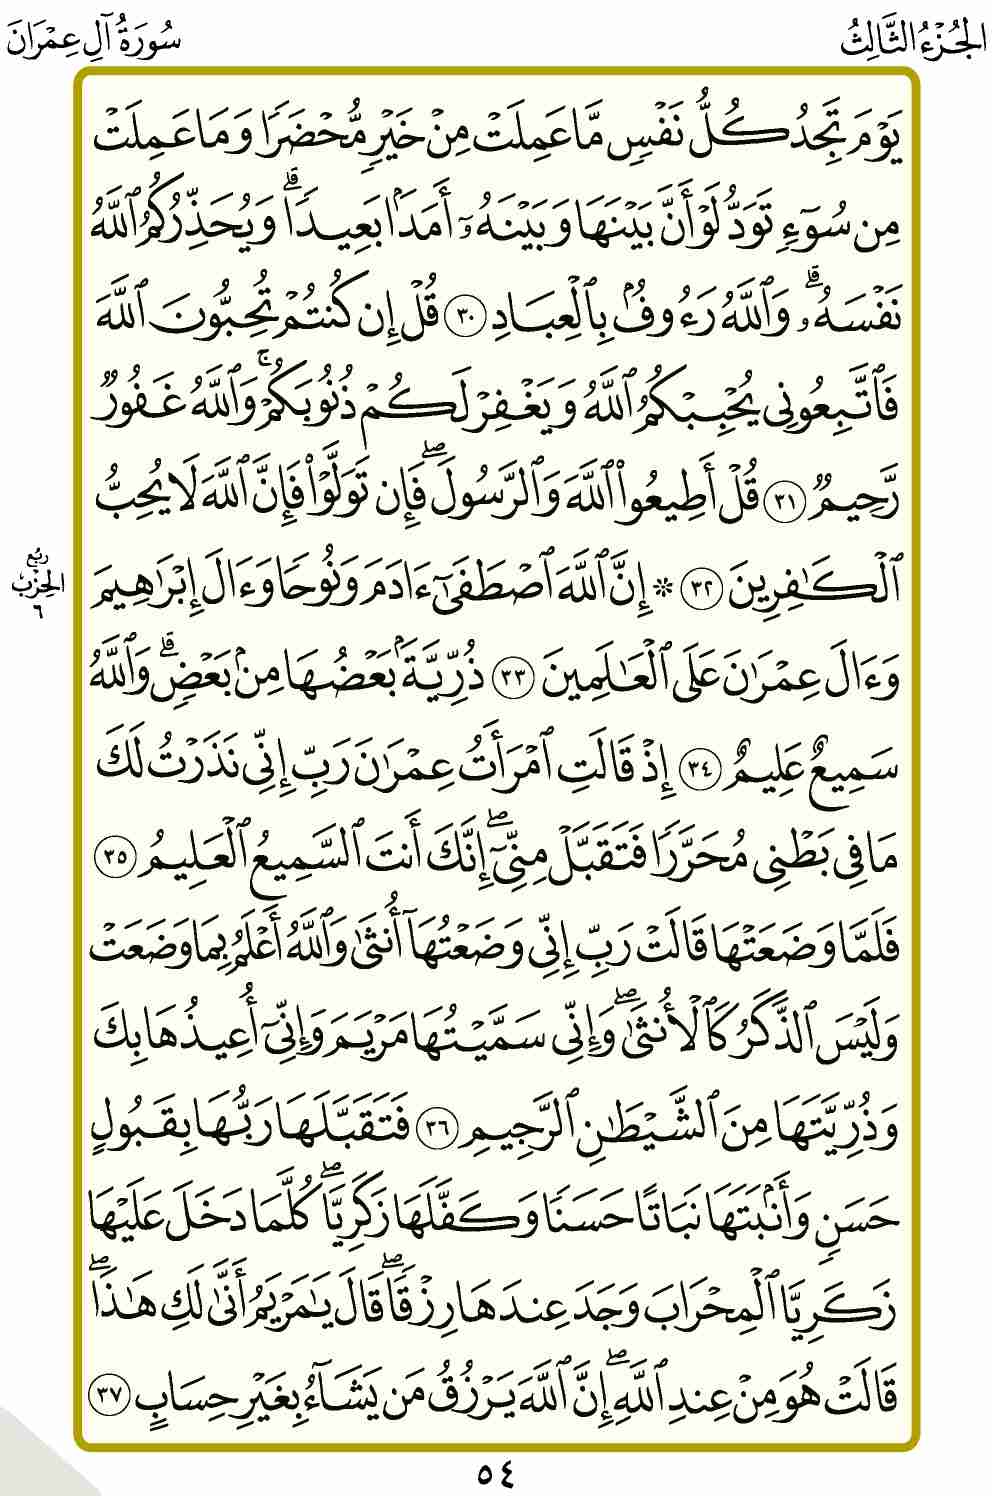 الجُزْءُ الثَّالِثُ
سُورَةُ آلِ عِمْرَانَ
يَوۡمَ تَجِدُ كُلُّ نَفۡسٖ مَّا عَمِلَتۡ مِنۡ خَيۡرٖ مُّحۡضَرٗا وَمَا عَمِلَتۡ
مِن سُوٓءٖ تَوَدُّ لَوۡ أَنَّ بَيۡنَهَا وَبَيۡنَهُۥٓ أَمَدَۢا بَعِيدٗاۗ وَيُحَذِّرُكُمُ ٱللَّهُ
نَفۡسَهُۥۗ وَٱللَّهُ رَءُوفُۢ بِٱلۡعِبَادِ ٣٠ قُلۡ إِن كُنتُمۡ تُحِبُّونَ ٱللَّهَ
فَٱتَّبِعُونِي يُحۡبِبۡكُمُ ٱللَّهُ وَيَغۡفِرۡ لَكُمۡ ذُنُوبَكُمۡۚ وَٱللَّهُ غَفُورٞ
رَّحِيمٞ ٣١ قُلۡ أَطِيعُواْ ٱللَّهَ وَٱلرَّسُولَۖ فَإِن تَوَلَّوۡاْ فَإِنَّ ٱللَّهَ لَا يُحِبُّ
ٱلۡكَٰفِرِينَ ٣٢ ۞ إِنَّ ٱللَّهَ ٱصۡطَفَىٰٓ ءَادَمَ وَنُوحٗا وَءَالَ إِبۡرَٰهِيمَ
رُبع
الحِزۡب
٦
وَءَالَ عِمۡرَٰنَ عَلَى ٱلۡعَٰلَمِينَ ٣٣ ذُرِّيَّةَۢ بَعۡضُهَا مِنۢ بَعۡضٖۗ وَٱللَّهُ
سَمِيعٌ عَلِيمٌ ٣٤ إِذۡ قَالَتِ ٱمۡرَأَتُ عِمۡرَٰنَ رَبِّ إِنِّي نَذَرۡتُ لَكَ
مَا فِي بَطۡنِي مُحَرَّرٗا فَتَقَبَّلۡ مِنِّيٓۖ إِنَّكَ أَنتَ ٱلسَّمِيعُ ٱلۡعَلِيمُ ٣٥
فَلَمَّا وَضَعَتۡهَا قَالَتۡ رَبِّ إِنِّي وَضَعۡتُهَآ أُنثَىٰ وَٱللَّهُ أَعۡلَمُ بِمَا وَضَعَتۡ
وَلَيۡسَ ٱلذَّكَرُ كَٱلۡأُنثَىٰۖ وَإِنِّي سَمَّيۡتُهَا مَرۡيَمَ وَإِنِّيٓ أُعِيذُهَا بِكَ
وَذُرِّيَّتَهَا مِنَ ٱلشَّيۡطَٰنِ ٱلرَّجِيمِ ٣٦ فَتَقَبَّلَهَا رَبُّهَا بِقَبُولٍ
حَسَنٖ وَأَنۢبَتَهَا نَبَاتًا حَسَنٗا وَكَفَّلَهَا زَكَرِيَّاۖ كُلَّمَا دَخَلَ عَلَيۡهَا
زَكَرِيَّا ٱلۡمِحۡرَابَ وَجَدَ عِندَهَا رِزۡقٗاۖ قَالَ يَٰمَرۡيَمُ أَنَّىٰ لَكِ هَٰذَاۖ
قَالَتۡ هُوَ مِنۡ عِندِ ٱللَّهِۖ إِنَّ ٱللَّهَ يَرۡزُقُ مَن يَشَآءُ بِغَيۡرِ حِسَابٍ ٣٧
٥٤